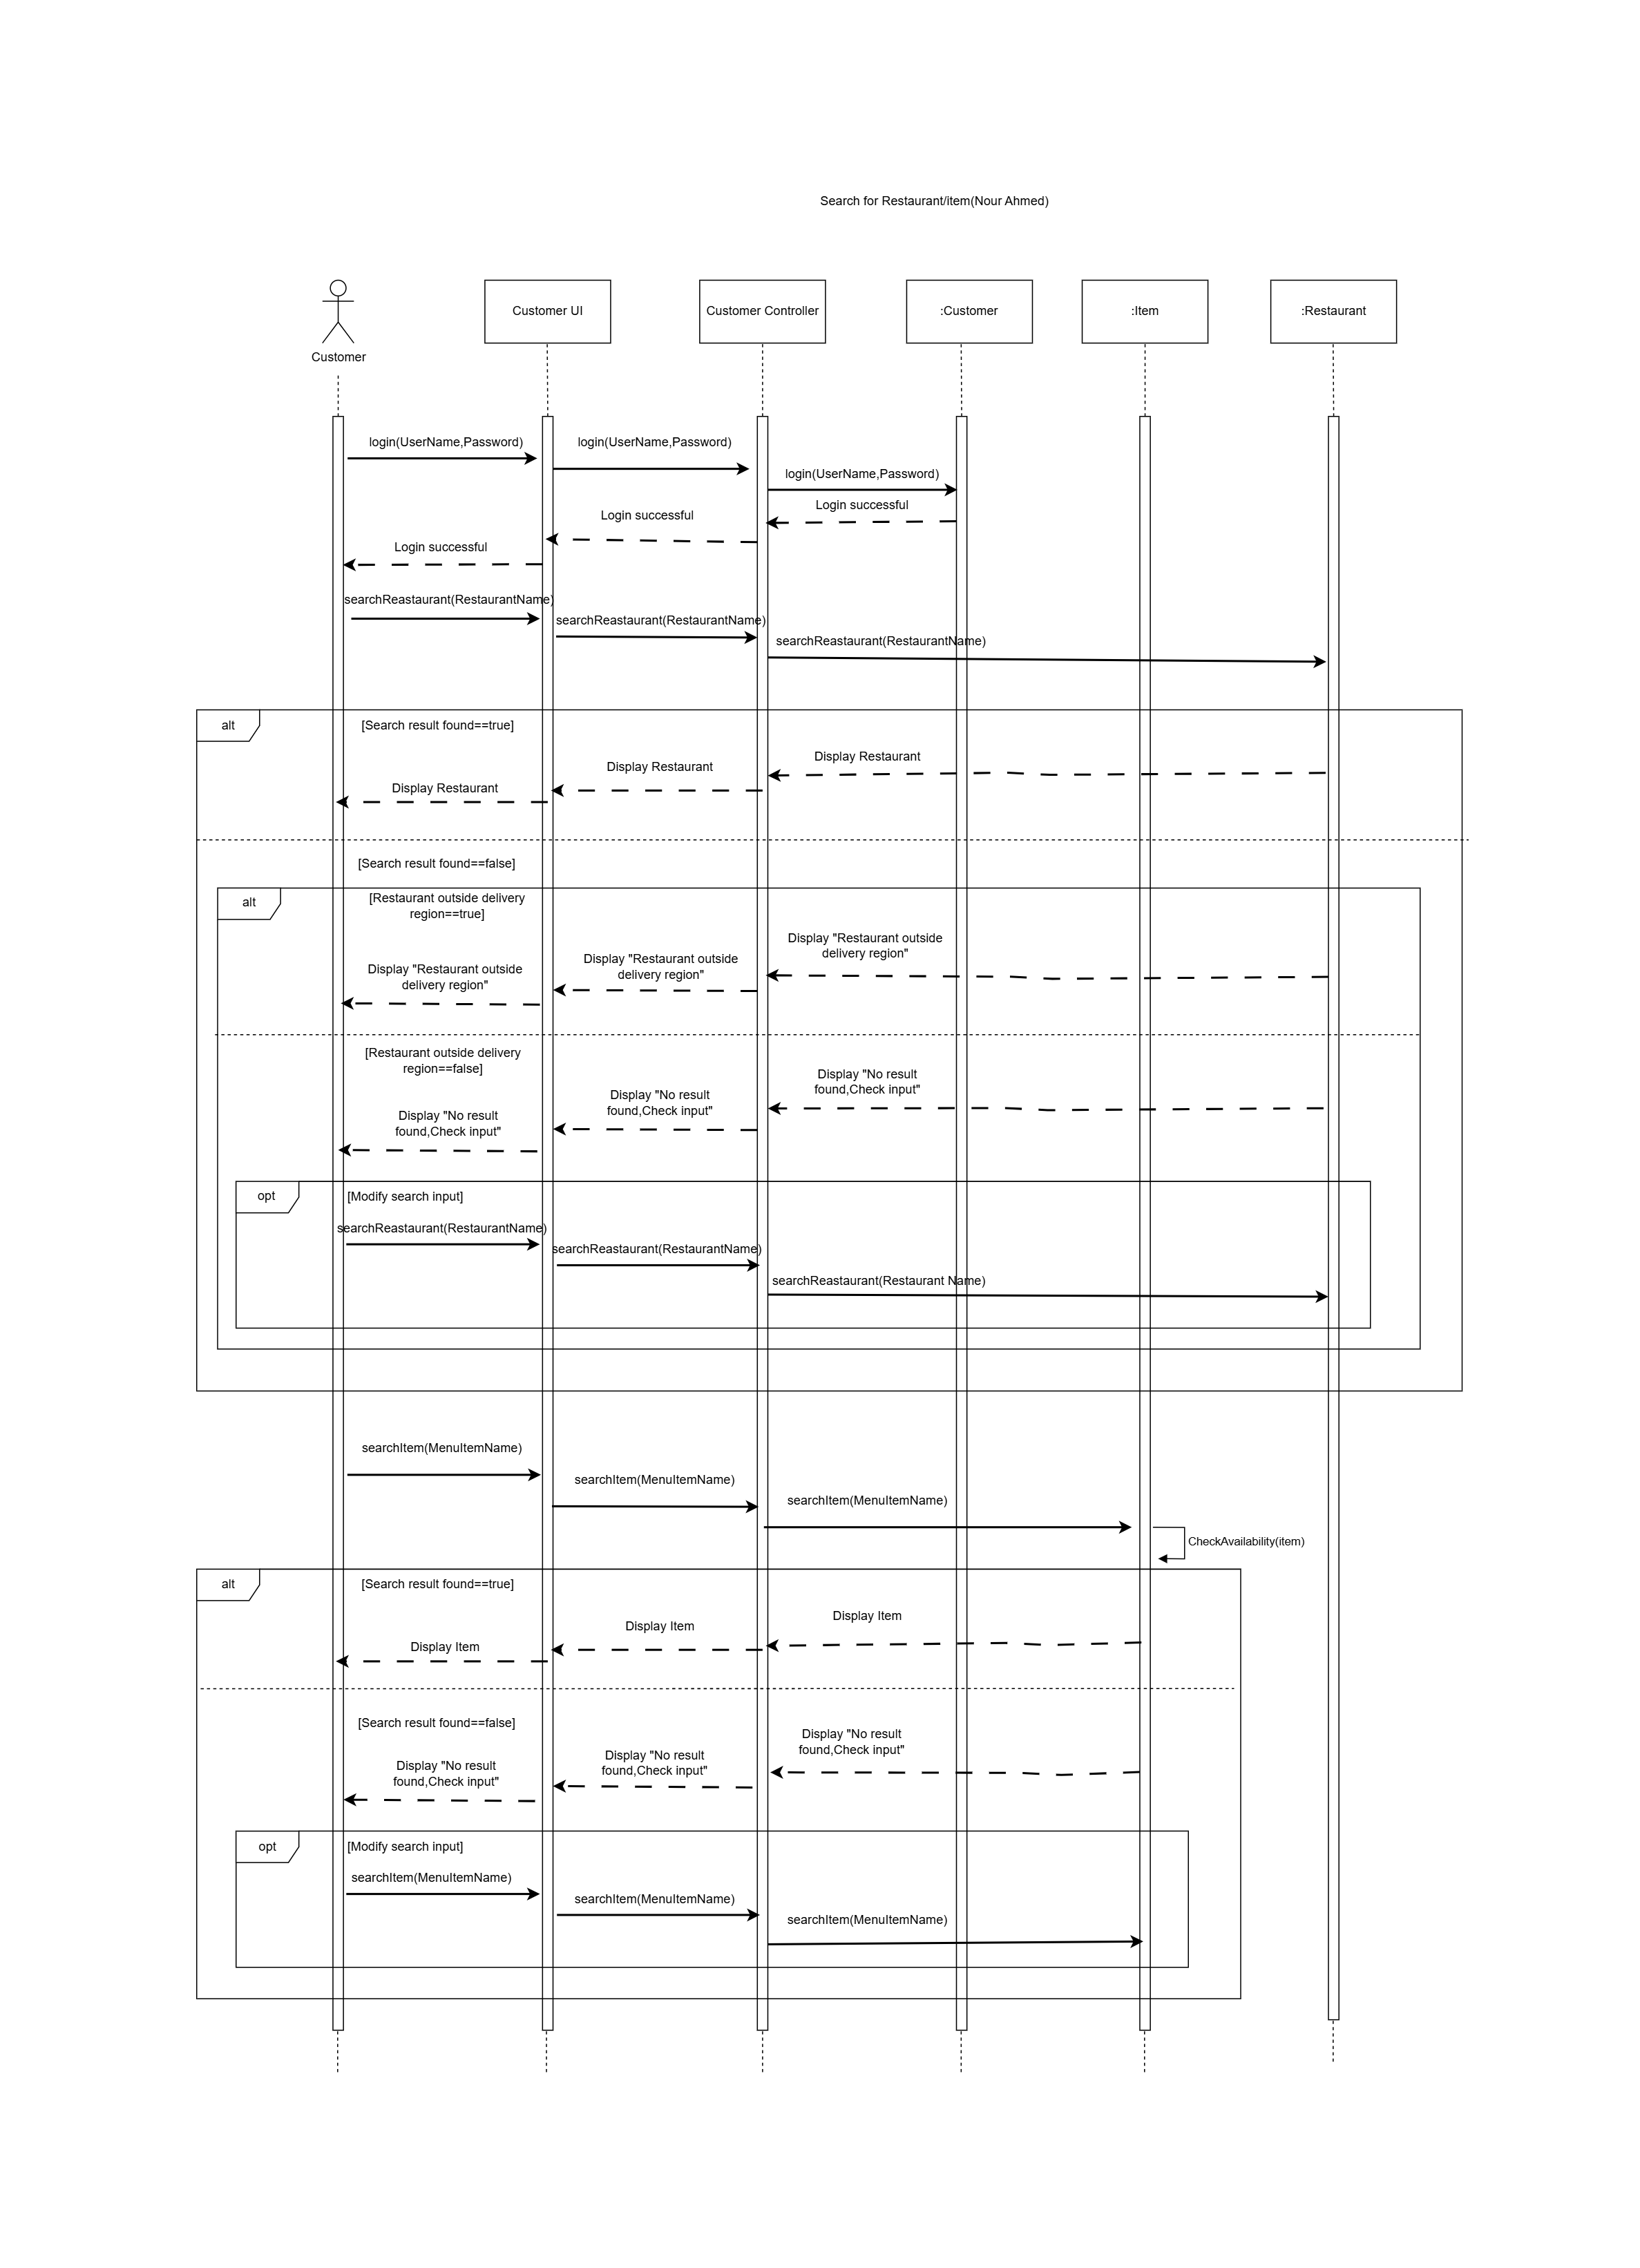 Search for Restaurant/item(Nour Ahmed)
Customer
Customer UI
Customer Controller
:Customer
:Item
:Restaurant
login(UserName,Password)
login(UserName,Password)
login(UserName,Password)
Login successful
Login successful
Login successful
searchReastaurant(RestaurantName)
searchReastaurant(RestaurantName)
searchReastaurant(RestaurantName)
alt
[Search result found==true]
Display Restaurant
Display Restaurant
Display Restaurant
[Search result found==false]
alt
[Restaurant outside delivery
region==true]
Display "Restaurant outside
delivery region"
Display "Restaurant outside
delivery region"
Display "Restaurant outside
delivery region"
[Restaurant outside delivery
region==false]
Display "No result
found,Check input"
Display "No result
found,Check input"
Display "No result
found,Check input"
opt
[Modify search input]
searchReastaurant(RestaurantName)
searchReastaurant(RestaurantName)
searchReastaurant(Restaurant Name)
searchItem(MenuItemName)
searchItem(MenuItemName)
searchItem(MenuItemName)
CheckAvailability(item)
alt
[Search result found==true]
Display Item
Display Item
Display Item
[Search result found==false]
Display "No result
found,Check input"
Display "No result
found,Check input"
Display "No result
found,Check input"
opt
[Modify search input]
searchItem(MenuItemName)
searchItem(MenuItemName)
searchItem(MenuItemName)